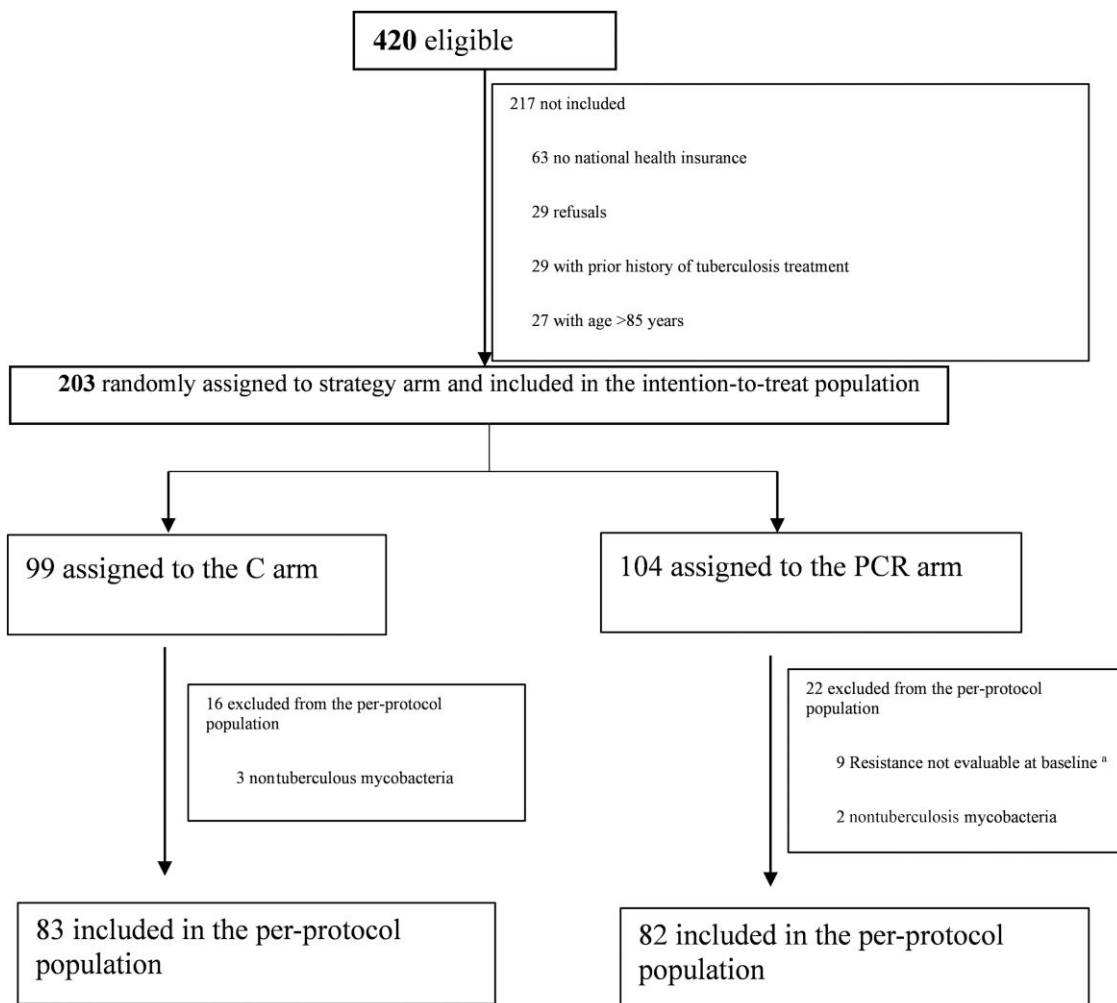 420 eligible
217 not included
63 no national health insurance
29 refusals
29 with prior history of tuberculosis treatment
27 with age >85 years
203 randomly assigned to strategy arm and included in the intention-to-treat population
99 assigned to the C arm
104 assigned to the PCR arm
16 excluded from the per-protocol
population
3 nontuberculous mycobacteria
22 excluded from the per-protocol
population
9 Resistance not evaluable at baseline ᵃ
2 nontuberculosis mycobacteria
83 included in the per-protocol
population
82 included in the per-protocol
population